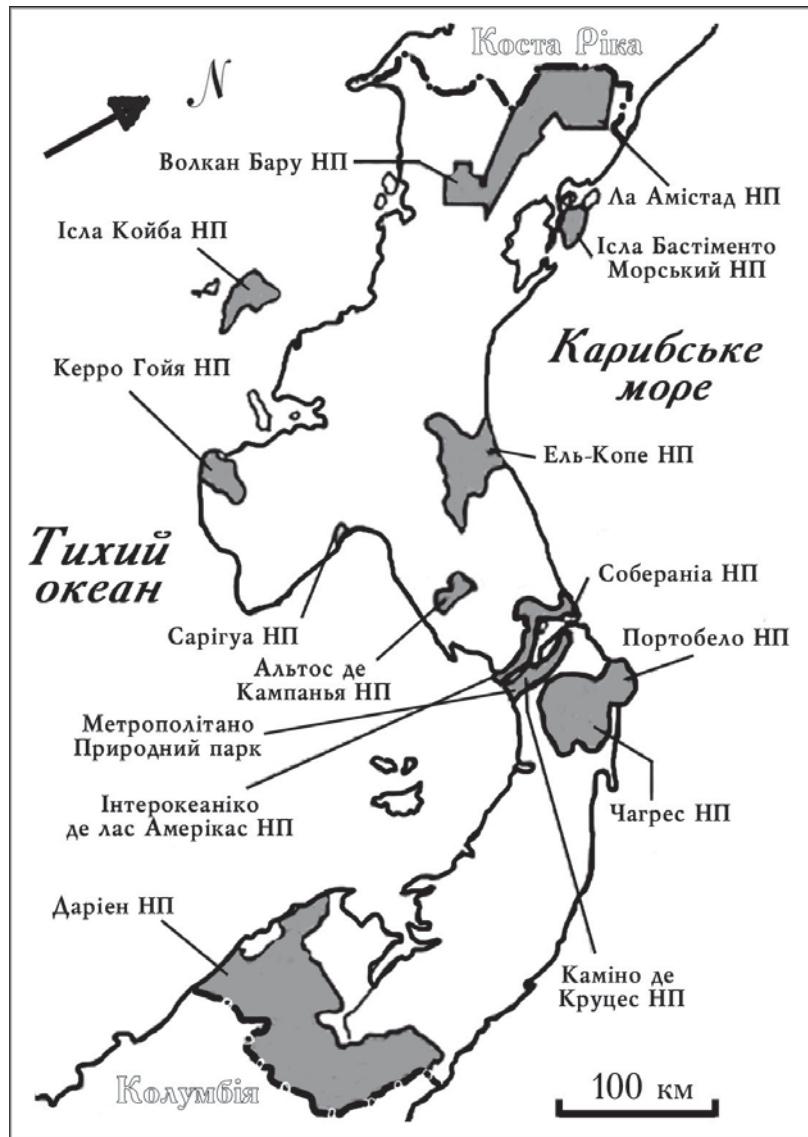 Коста Ріка
N
Волкан Бару НП
Ла Амістад НП
Ісла Койба НП
Ісла Бастіменто
Морський НП
Карибське
море
Керро Гойя НП
Ель-Копе НП
Тихий
океан
Собераніа НП
Сарігуа НП
Портобело НП
Альтос де
Кампанья НП
Метрополітано
Природний парк
Інтерокеаніко
де лас Амерікас НП
Чагрес НП
Даріен НП
Каміно де
Круцес НП
Колумбія
100 км